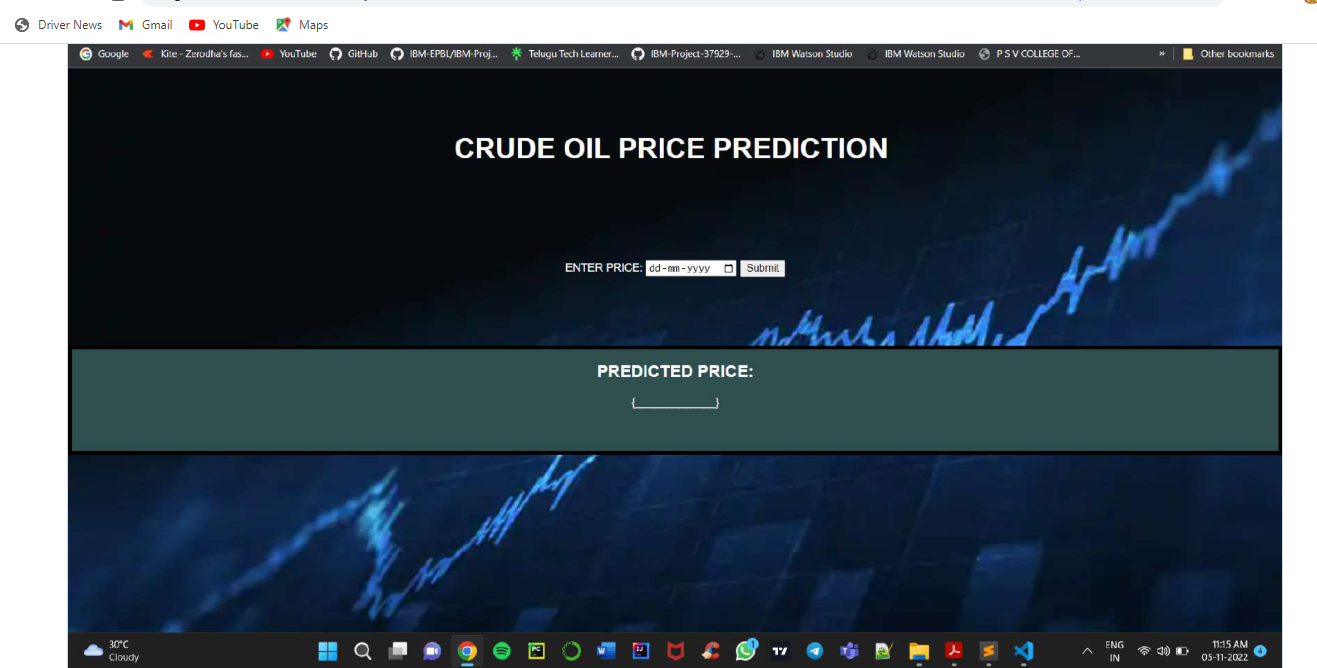 Driver News Gmail YouTube Maps
Google Kite - Zerodha's fas... YouTube GitHub IBM-EPBL/IBM-Proj... Telugu Tech Learner... IBM-Project-37929-... IBM Watson Studio IBM Watson Studio P S V COLLEGE OF... » Other bookmarks
CRUDE OIL PRICE PREDICTION
ENTER PRICE: dd-mm-yyyy Submit
PREDICTED PRICE:
{______________}
30°C
Cloudy
ENG
IN
11:15 AM
05-11-2022
4